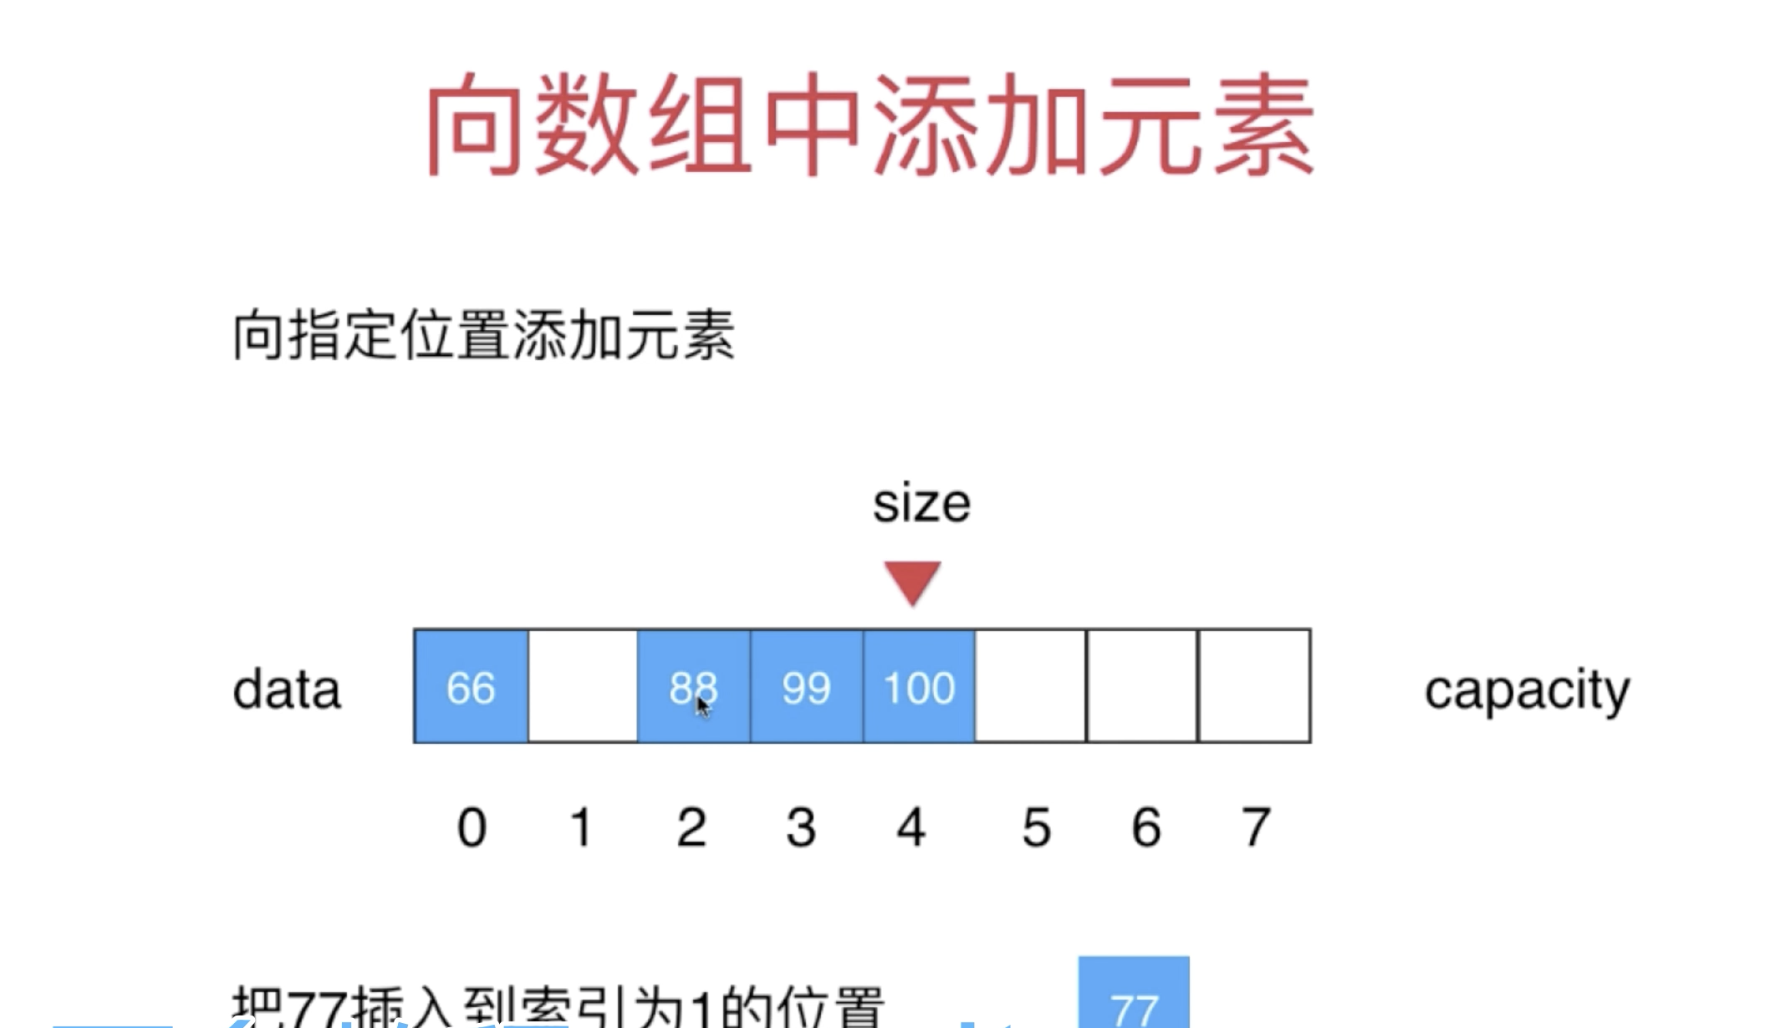 向数组中添加元素
向指定位置添加元素
size
data 66 88 99 100 capacity
0 1 2 3 4 5 6 7
把77插入到索引为1的位置 77